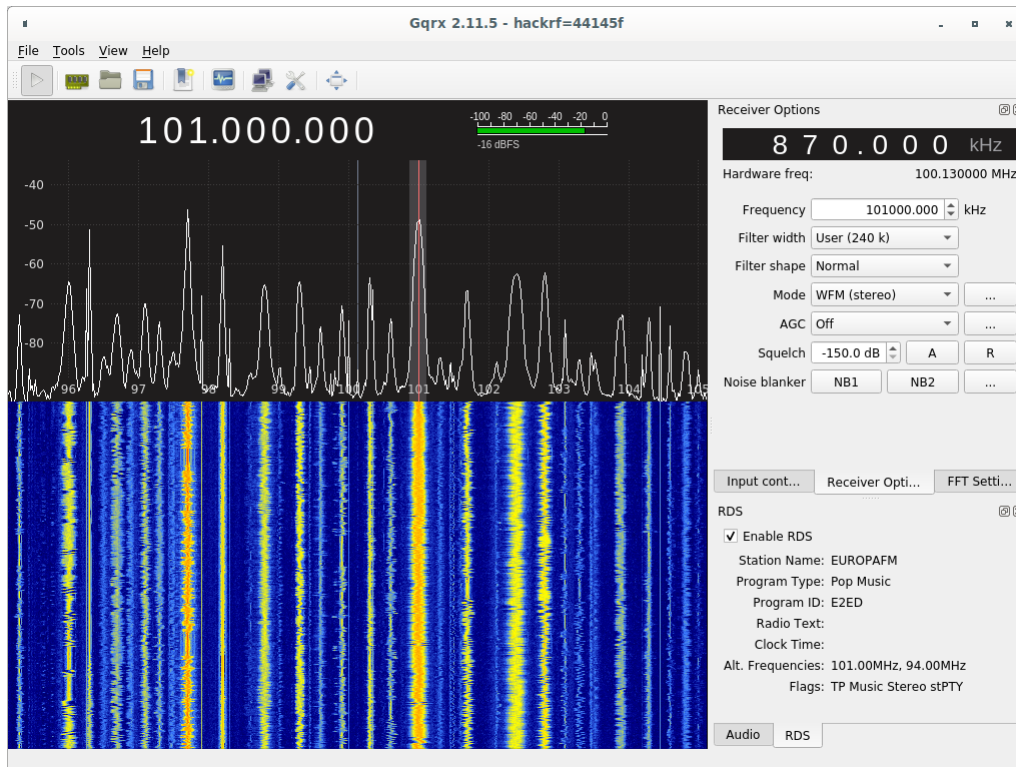 Gqrx 2.11.5 - hackrf=44145f
File Tools View Help
101.000.000
-100 -80 -60 -40 -20 0
-16 dBFS
-40
-50
-60
-70
-80
96 97 98 99 100 101 102 103 104 105
Receiver Options
870.000 kHz
Hardware freq: 100.130000 MHz
Frequency 101000.000 kHz
Filter width User (240 k)
Filter shape Normal
Mode WFM (stereo) ...
AGC Off ...
Squelch -150.0 dB A R
Noise blanker NB1 NB2 ...
Input cont... Receiver Opti... FFT Setti...
RDS
Enable RDS
Station Name: EUROPAFM
Program Type: Pop Music
Program ID: E2ED
Radio Text:
Clock Time:
Alt. Frequencies: 101.00MHz, 94.00MHz
Flags: TP Music Stereo stPTY
Audio RDS